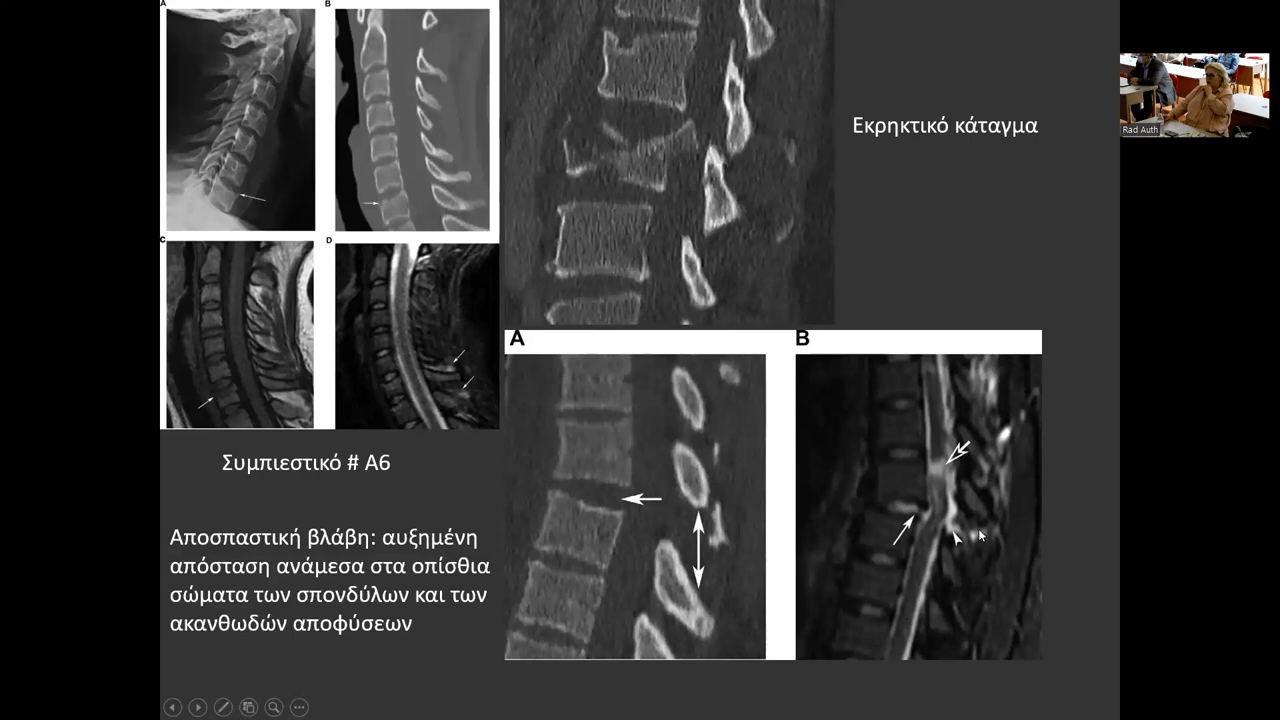 A
B
C
D
Συμπιεστικό # Α6
Αποσπαστική βλάβη: αυξημένη
απόσταση ανάμεσα στα οπίσθια
σώματα των σπονδύλων και των
ακανθωδών αποφύσεων
Εκρηκτικό κάταγμα
A
B
Rad Auth